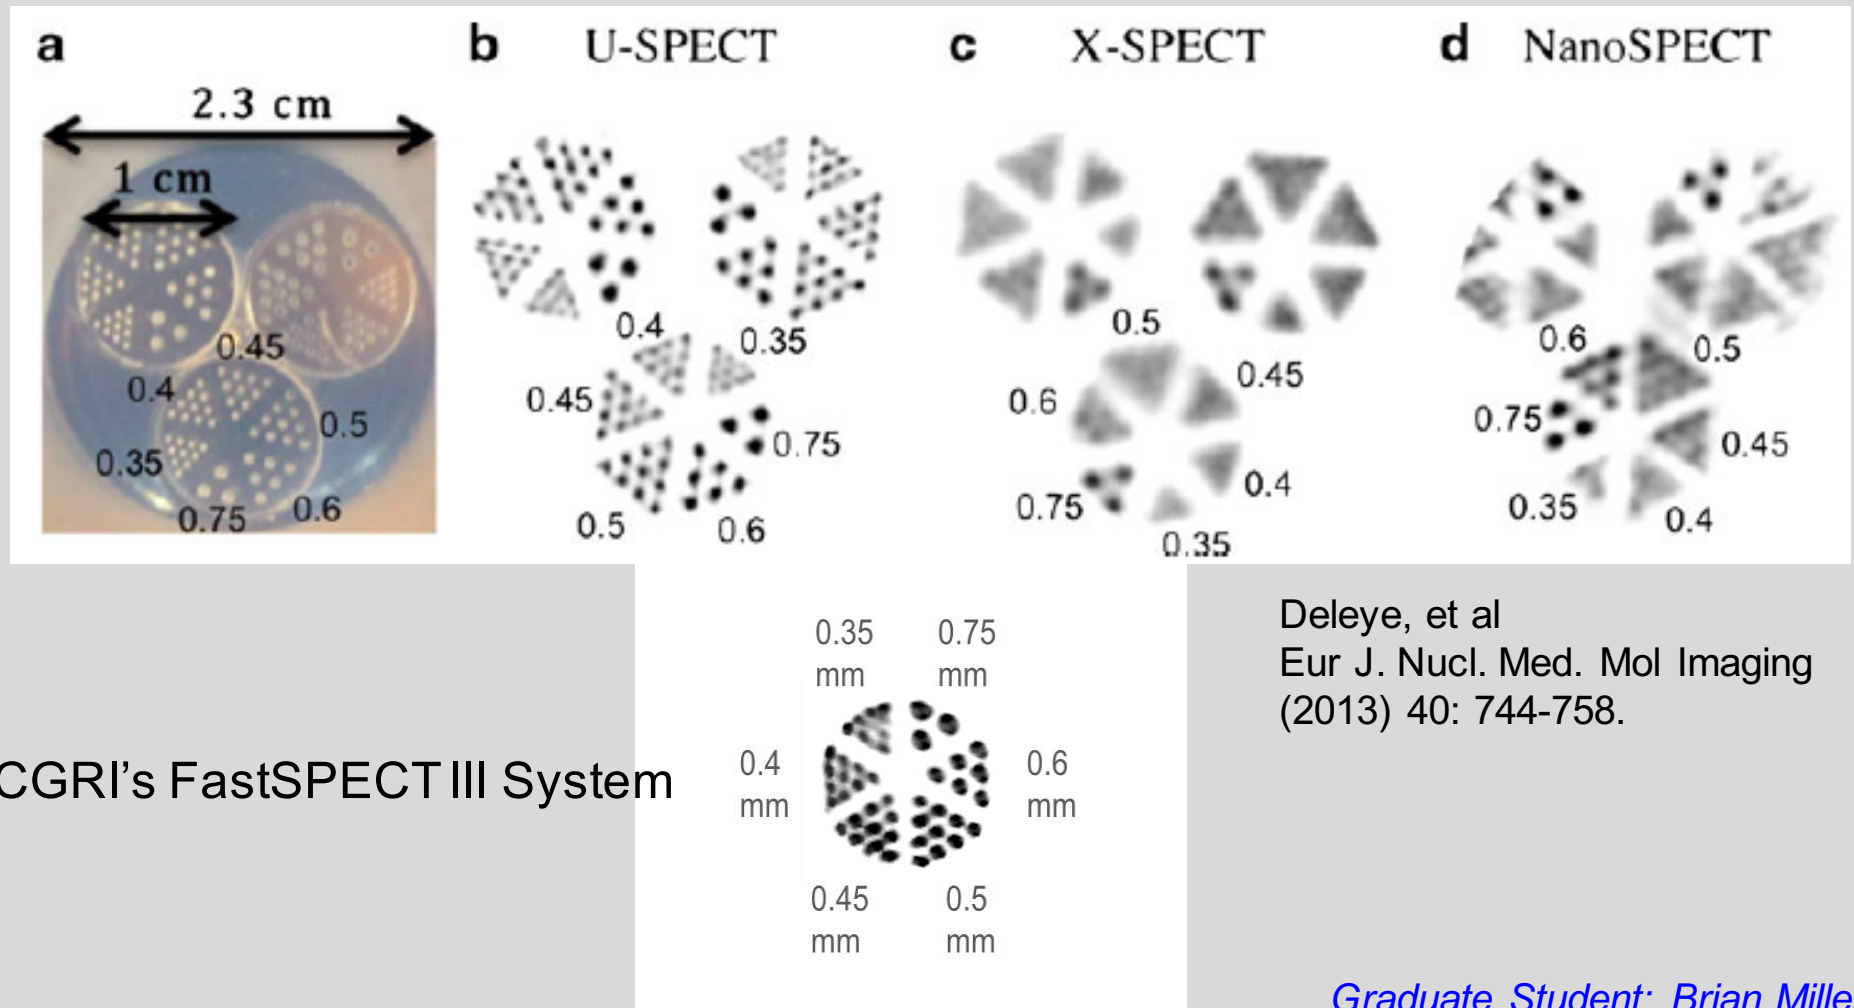 a
2.3 cm
1 cm
0.45
0.4
0.5
0.35
0.75
0.6
b U-SPECT
0.4
0.35
0.45
0.75
0.5
0.6
c X-SPECT
0.5
0.45
0.6
0.4
0.75
0.35
d NanoSPECT
0.6
0.5
0.75
0.45
0.35
0.4
CGRI's FastSPECT III System
0.35
mm
0.75
mm
0.4
mm
0.6
mm
0.45
mm
0.5
mm
Deleye, et al
Eur J. Nucl. Med. Mol Imaging
(2013) 40: 744-758.
Graduate Student: Brian Mille